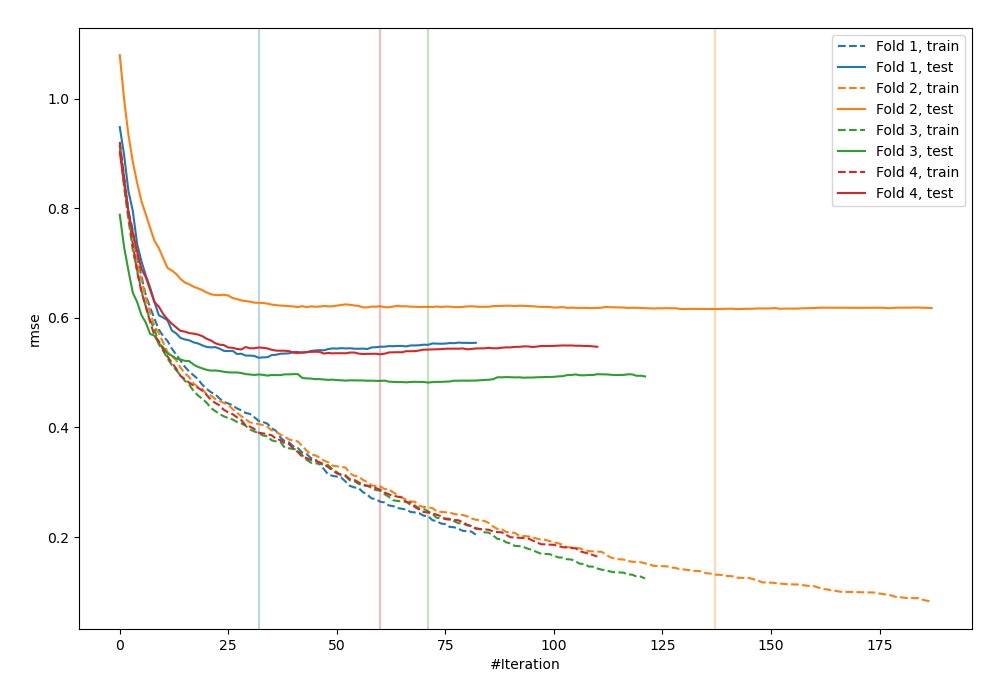 Fold 1, train
Fold 1, test
Fold 2, train
Fold 2, test
Fold 3, train
Fold 3, test
Fold 4, train
Fold 4, test
1.0
0.8
0.6
0.4
0.2
rmse
0 25 50 75 100 125 150 175
#Iteration